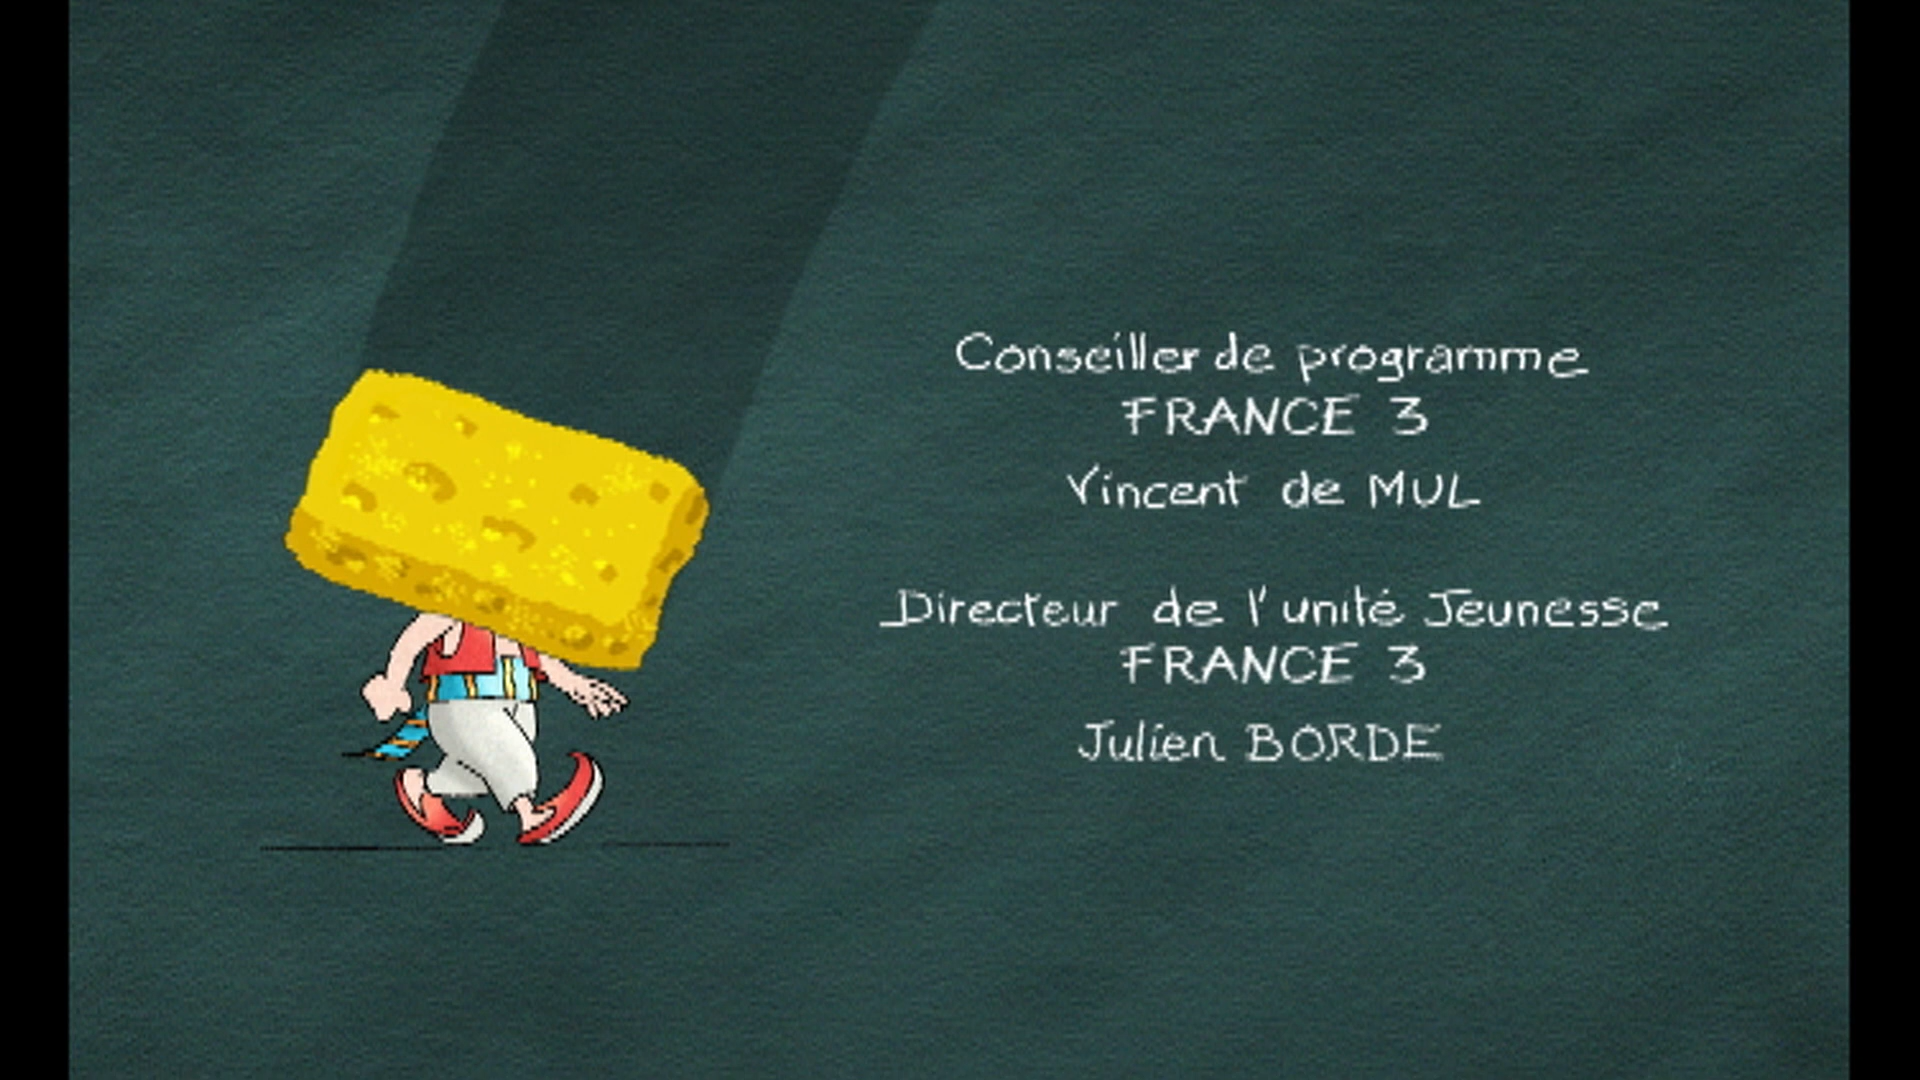 Conseiller de programme
FRANCE 3
Vincent de MUL
Directeur de l'unité Jeunesse
FRANCE 3
Julien BORDE